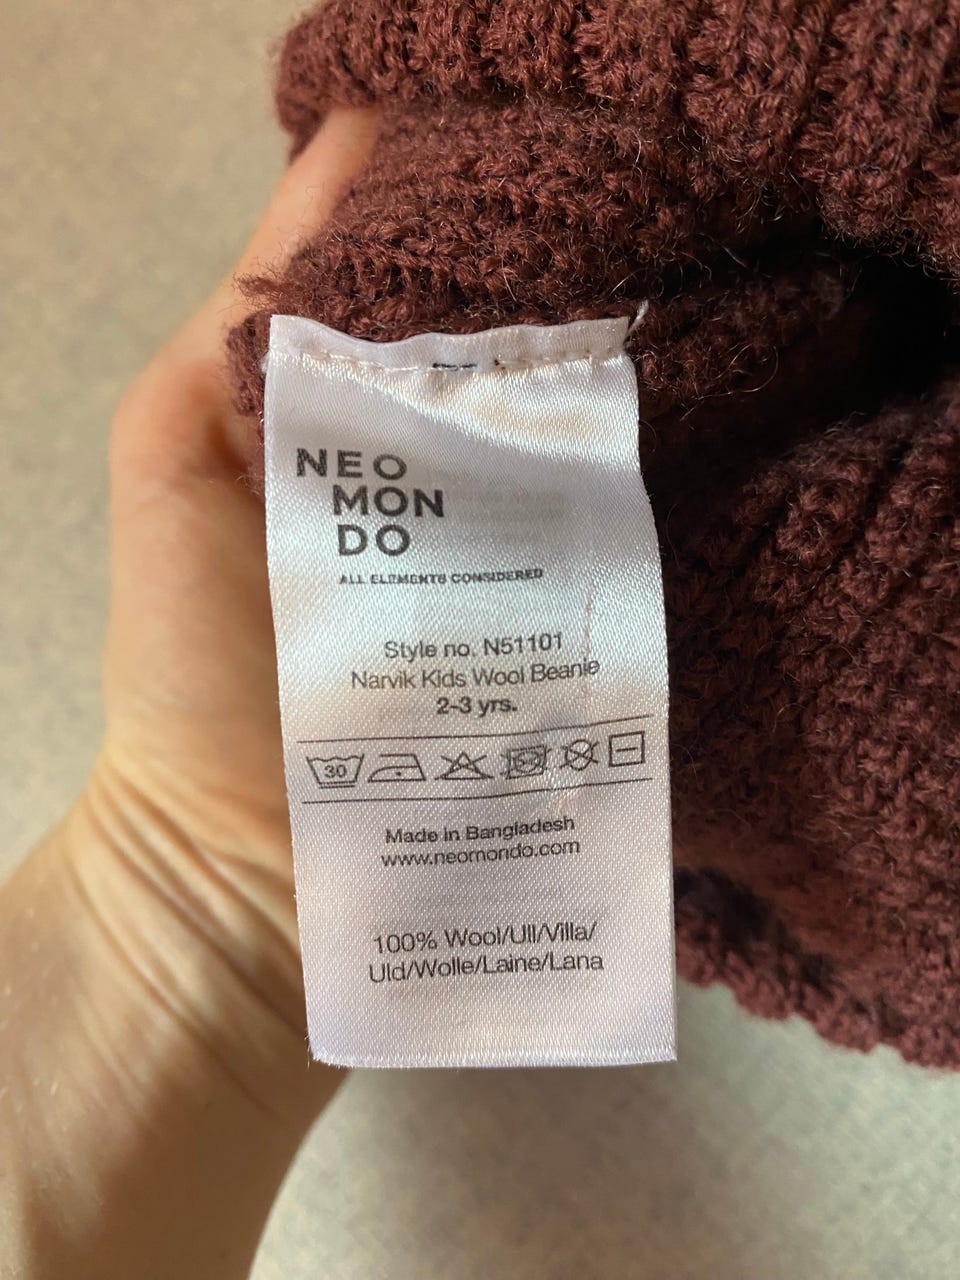 NEO
MON
DO
ALL ELEMENTS CONSIDERED
Style no. N51101
Narvik Kids Wool Beanie
2-3 yrs.
30
Made in Bangladesh
www.neomondo.com
100% Wool/Ull/Villa/
Uld/Wolle/Laine/Lana